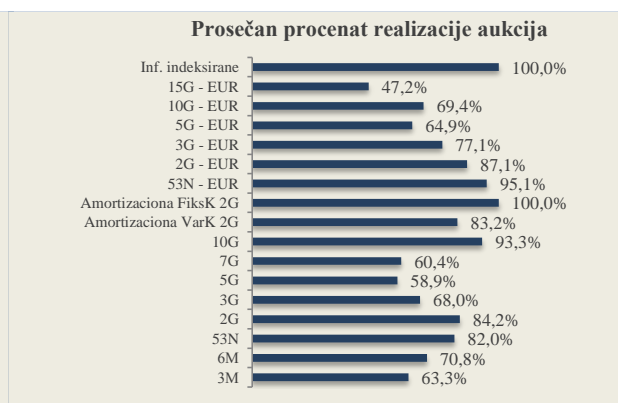 Prosečan procenat realizacije aukcija
Inf. indeksirane 100,0%
15G - EUR 47,2%
10G - EUR 69,4%
5G - EUR 64,9%
3G - EUR 77,1%
2G - EUR 87,1%
53N - EUR 95,1%
Amortizaciona FiksK 2G 100,0%
Amortizaciona VarK 2G 83,2%
10G 93,3%
7G 60,4%
5G 58,9%
3G 68,0%
2G 84,2%
53N 82,0%
6M 70,8%
3M 63,3%